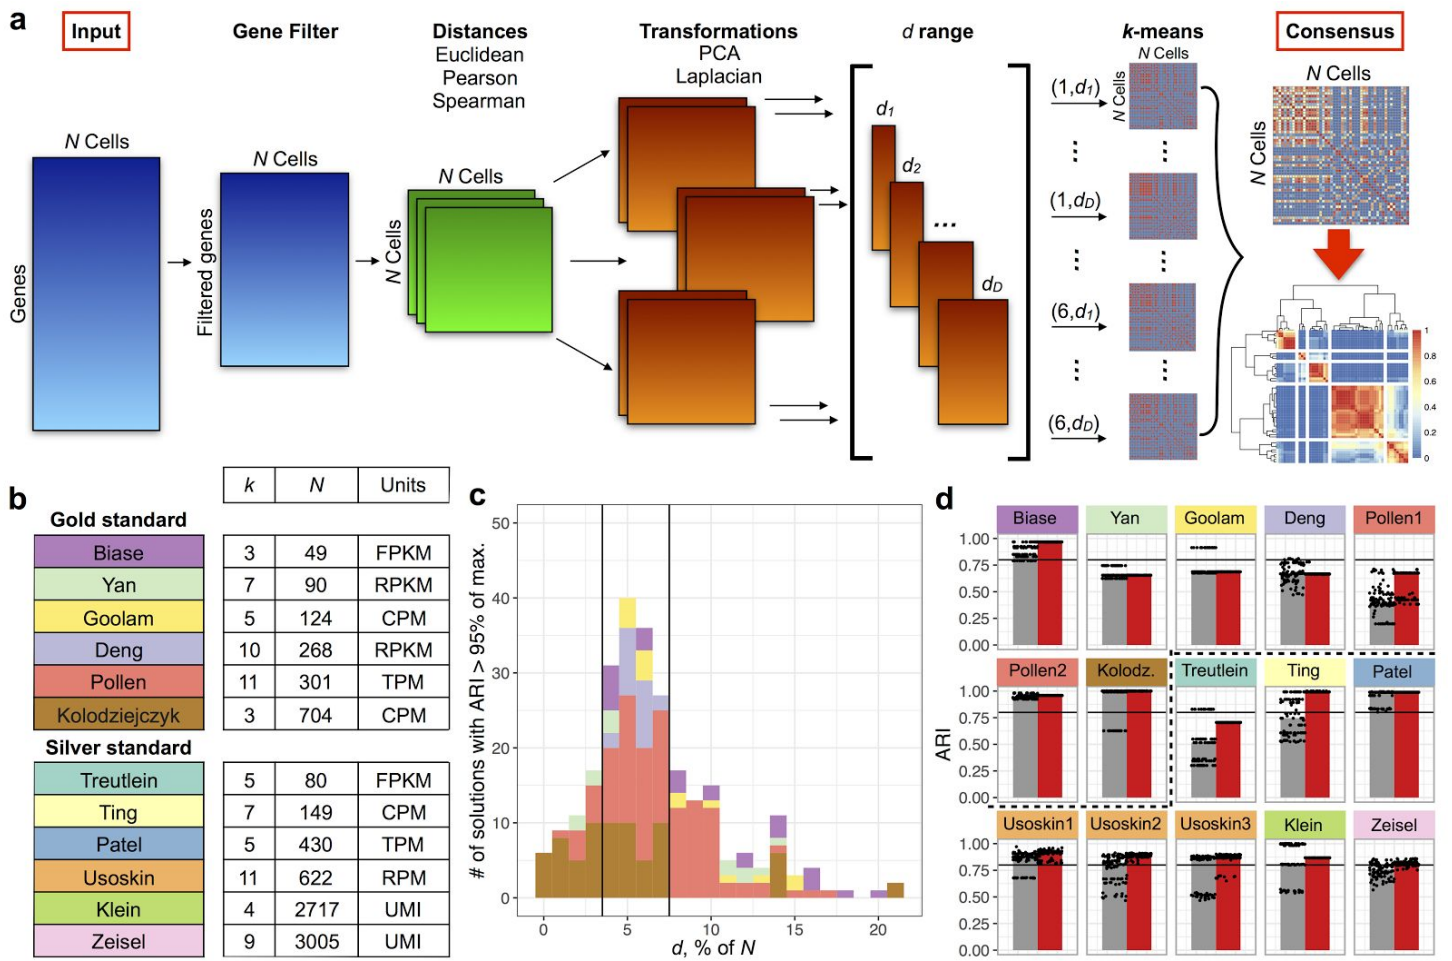 a
Input
Gene Filter
Distances
Euclidean
Pearson
Spearman
Transformations
PCA
Laplacian
d range
k-means
N Cells
N Cells
Consensus
N Cells
N Cells
N Cells
Genes
N Cells
Filtered genes
N Cells
N Cells
d1
d2
...
dD
(1,d1)
(1,dD)
(6,d1)
(6,dD)
1
0.8
0.6
0.4
0.2
0
b
k N Units
Gold standard
Biase 3 49 FPKM
Yan 7 90 RPKM
Goolam 5 124 CPM
Deng 10 268 RPKM
Pollen 11 301 TPM
Kolodziejczyk 3 704 CPM
Silver standard
Treutlein 5 80 FPKM
Ting 7 149 CPM
Patel 5 430 TPM
Usoskin 11 622 RPM
Klein 4 2717 UMI
Zeisel 9 3005 UMI
c
# of solutions with ARI > 95% of max.
50
40
30
20
10
0
0 5 10 15 20
d, % of N
d
ARI
Biase Yan Goolam Deng Pollen1
1.00
0.75
0.50
0.25
0.00
Pollen2 Kolodz. Treutlein Ting Patel
1.00
0.75
0.50
0.25
0.00
Usoskin1 Usoskin2 Usoskin3 Klein Zeisel
1.00
0.75
0.50
0.25
0.00